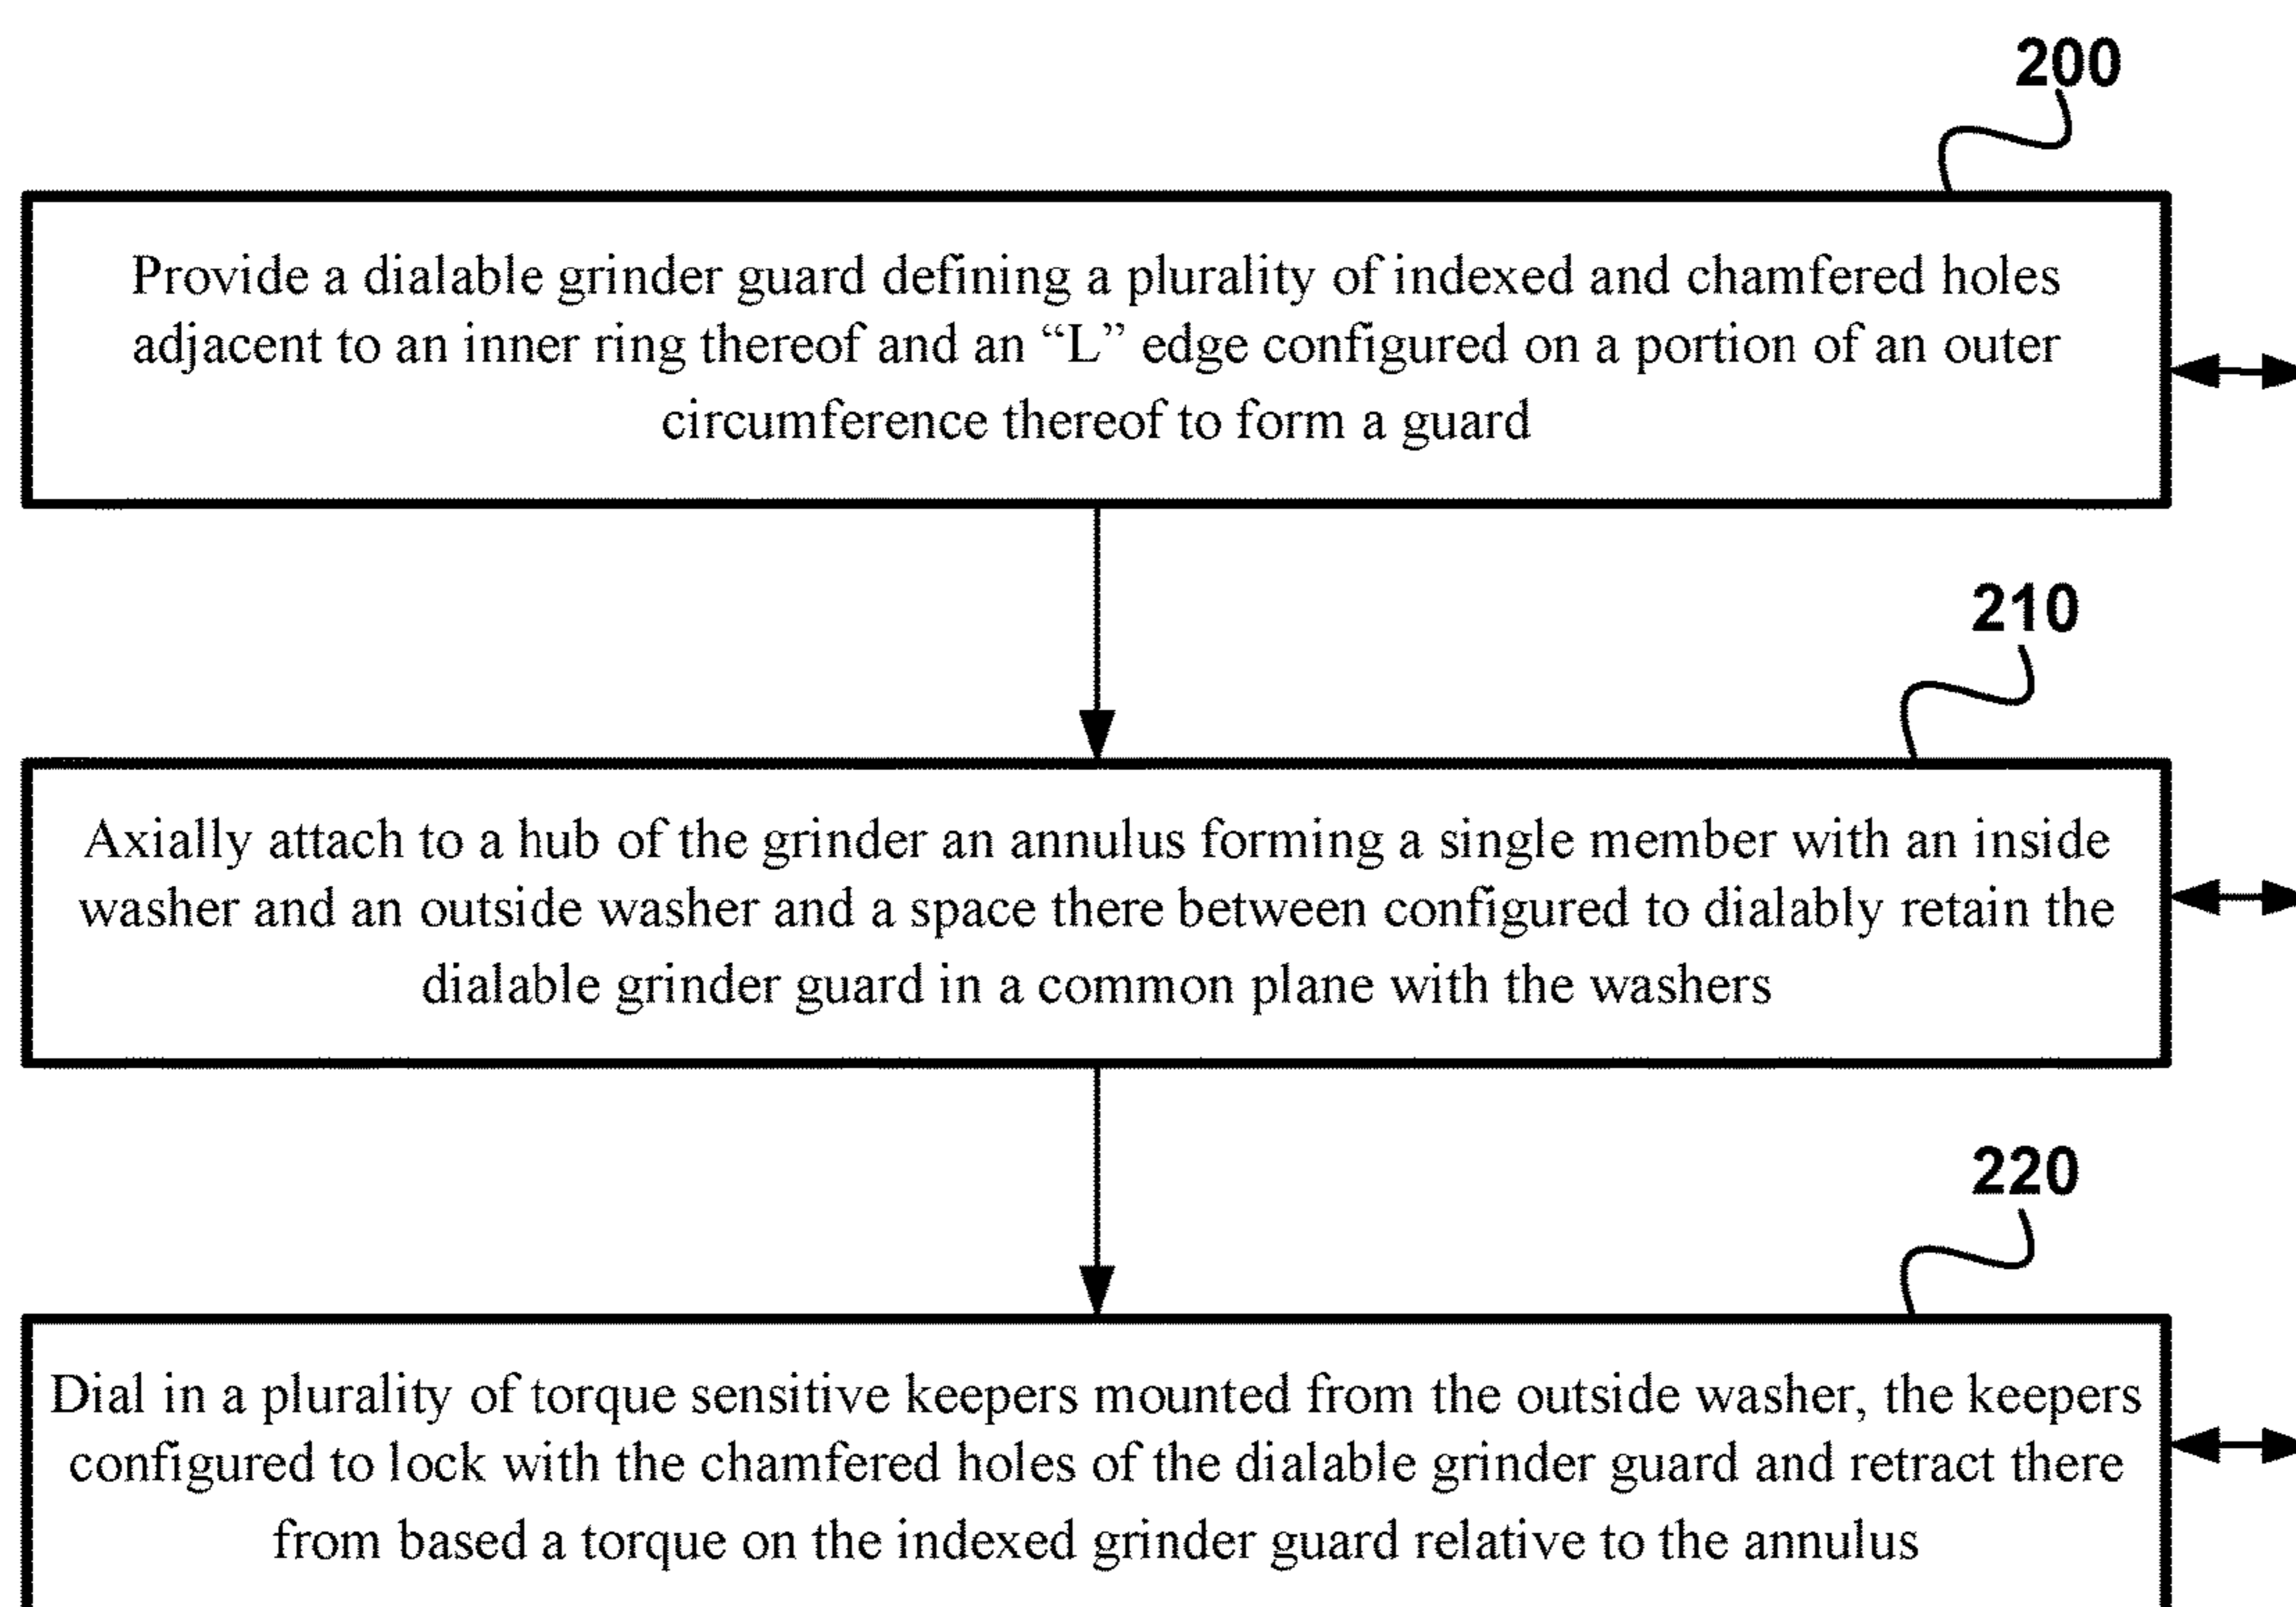 200
Provide a dialable grinder guard defining a plurality of indexed and chamfered holes
adjacent to an inner ring thereof and an “L” edge configured on a portion of an outer
circumference thereof to form a guard
210
Axially attach to a hub of the grinder an annulus forming a single member with an inside
washer and an outside washer and a space there between configured to dialably retain the
dialable grinder guard in a common plane with the washers
220
Dial in a plurality of torque sensitive keepers mounted from the outside washer, the keepers
configured to lock with the chamfered holes of the dialable grinder guard and retract there
from based a torque on the indexed grinder guard relative to the annulus